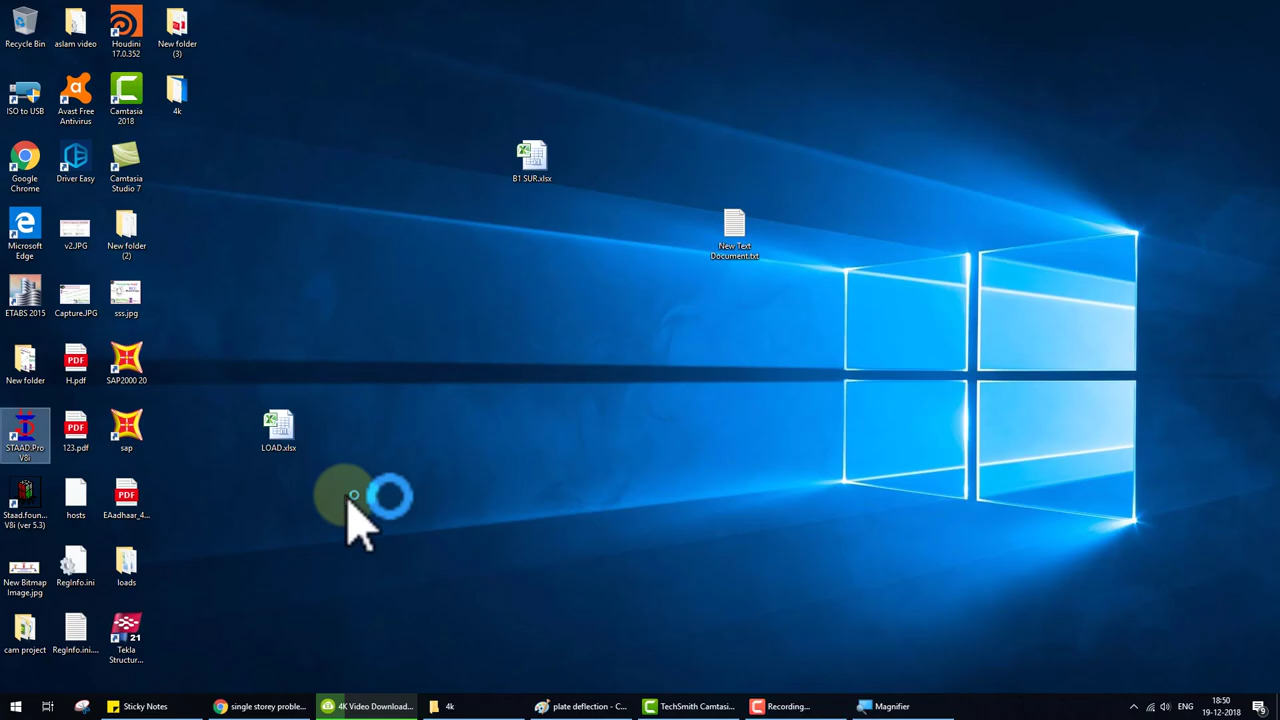 Recycle Bin
aslam video
Houdini
17.0.352
New folder
(3)
ISO to USB
Avast Free
Antivirus
Camtasia
2018
4k
B1 SUR.xlsx
Google
Chrome
Driver Easy
Camtasia
Studio 7
New Text
Document.txt
Microsoft
Edge
v2.JPG
New folder
(2)
ETABS 2015
Capture.JPG
sss.jpg
New folder
PDF
H.pdf
SAP2000 20
STAAD.Pro
V8i
PDF
123.pdf
sap
LOAD.xlsx
Staad.foun...
V8i (ver 5.3)
hosts
PDF
EAadhaar_4...
New Bitmap
Image.jpg
RegInfo.ini
loads
cam project
RegInfo.ini....
21
Tekla
Structur...
Sticky Notes
single storey proble...
4K Video Download...
4k
plate deflection - C...
TechSmith Camtasi...
Recording...
Magnifier
ENG
18:50
19-12-2018